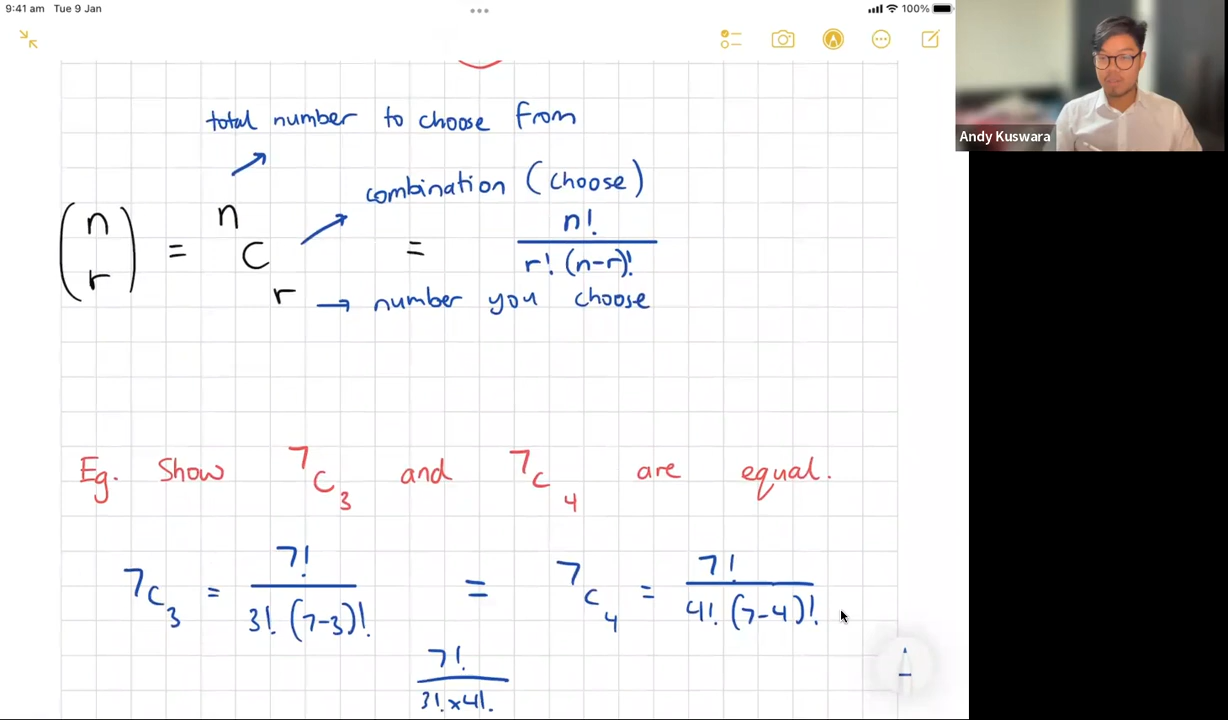 9:41 am Tue 9 Jan
100%
Andy Kuswara
total number to choose from
combination (choose)
(n r) = nCr = n! / r! (n-r)!
→ number you choose
Eg. Show 7C3 and 7C4 are equal.
7C3 = 7! / 3! (7-3)! = 7C4 = 7! / 4! (7-4)!
7! / 3! × 4!